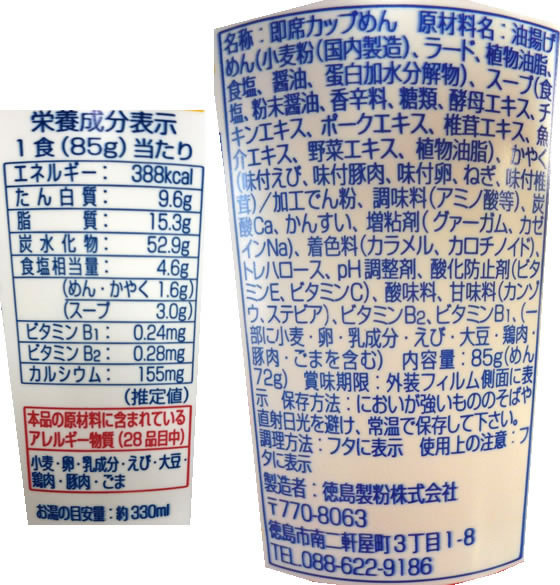 栄養成分表示
1食(85g)当たり
エネルギー: 388kcal
たん白質: 9.6g
脂質: 15.3g
炭水化物: 52.9g
食塩相当量: 4.6g
(めん・かやく 1.6g)
(スープ 3.0g)
ビタミンB1: 0.24mg
ビタミンB2: 0.28mg
カルシウム: 155mg
(推定値)
本品の原材料に含まれている
アレルギー物質(28品目中)
小麦・卵・乳成分・えび・大豆・
鶏肉・豚肉・ごま
お湯の目安量:約330ml
名称:即席カップめん 原材料名:油揚げ
めん(小麦粉(国内製造)、ラード、植物油脂、
食塩、醤油、蛋白加水分解物)、スープ(食
塩、粉末醤油、香辛料、糖類、酵母エキス、チ
キンエキス、ポークエキス、椎茸エキス、魚
介エキス、野菜エキス、植物油脂)、かやく
(味付えび、味付豚肉、味付卵、ねぎ、味付椎
茸)/加工でん粉、調味料(アミノ酸等)、炭
酸Ca、かんすい、増粘剤(グァーガム、カゼ
インNa)、着色料(カラメル、カロチノイド)、
トレハロース、pH調整剤、酸化防止剤(ビタ
ミンE、ビタミンC)、酸味料、甘味料(カンゾ
ウ、ステビア)、ビタミンB2、ビタミンB1、(一
部に小麦・卵・乳成分・えび・大豆・鶏肉・
豚肉・ごまを含む) 内容量:85g(めん
72g) 賞味期限:外装フィルム側面に表
示 保存方法:においが強いもののそばや
直射日光を避け、常温で保存して下さい。
調理方法:フタに表示 使用上の注意:フ
タに表示
製造者:徳島製粉株式会社
〒770-8063
徳島市南二軒屋町3丁目1-8
TEL.088-622-9186